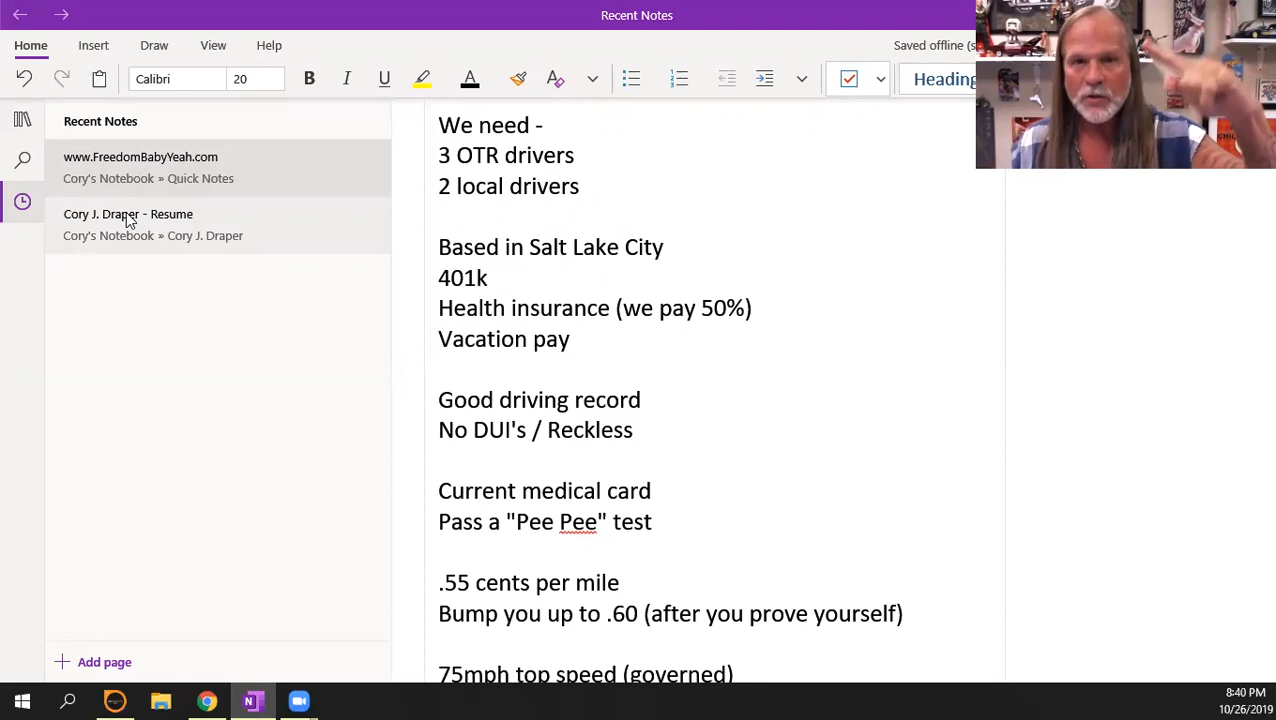 Recent Notes
Home
Insert
Draw
View
Help
Saved offline (s
Calibri
20
B
I
U
A
A
Heading
Recent Notes
www.FreedomBabyYeah.com
Cory's Notebook » Quick Notes
Cory J. Draper - Resume
Cory's Notebook » Cory J. Draper
Add page
We need -
3 OTR drivers
2 local drivers
Based in Salt Lake City
401k
Health insurance (we pay 50%)
Vacation pay
Good driving record
No DUI's / Reckless
Current medical card
Pass a "Pee Pee" test
.55 cents per mile
Bump you up to .60 (after you prove yourself)
75mph top speed (governed)
N
8:40 PM
10/26/2019